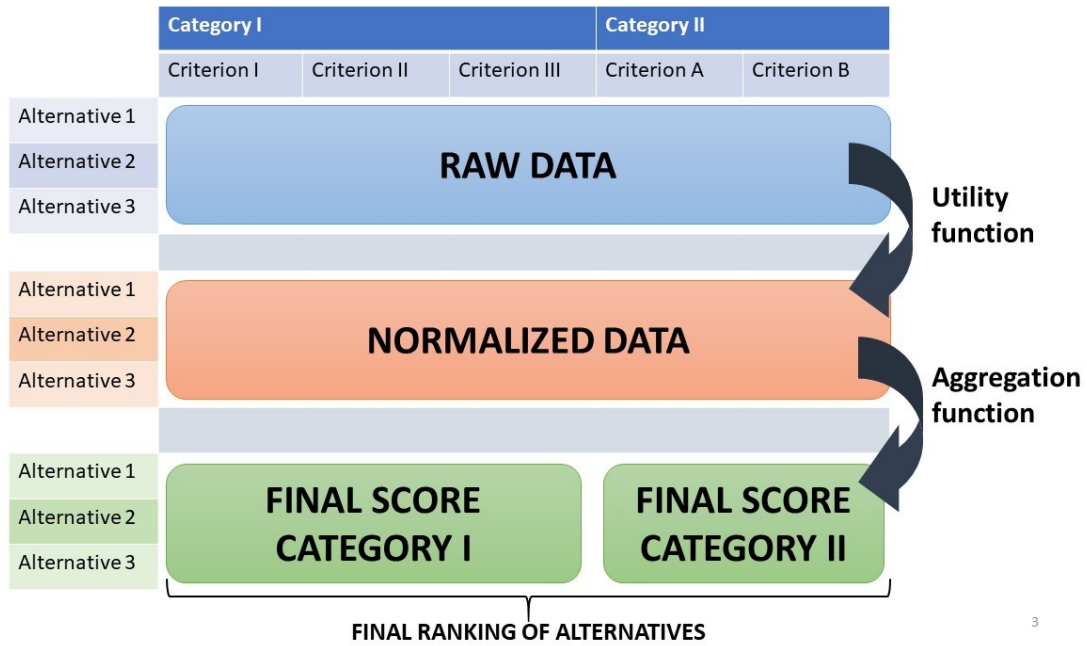 Category I Category II
Criterion I Criterion II Criterion III Criterion A Criterion B
Alternative 1
Alternative 2
Alternative 3
RAW DATA
Utility
function
Alternative 1
Alternative 2
Alternative 3
NORMALIZED DATA
Aggregation
function
Alternative 1
Alternative 2
Alternative 3
FINAL SCORE
CATEGORY I
FINAL SCORE
CATEGORY II
FINAL RANKING OF ALTERNATIVES
3